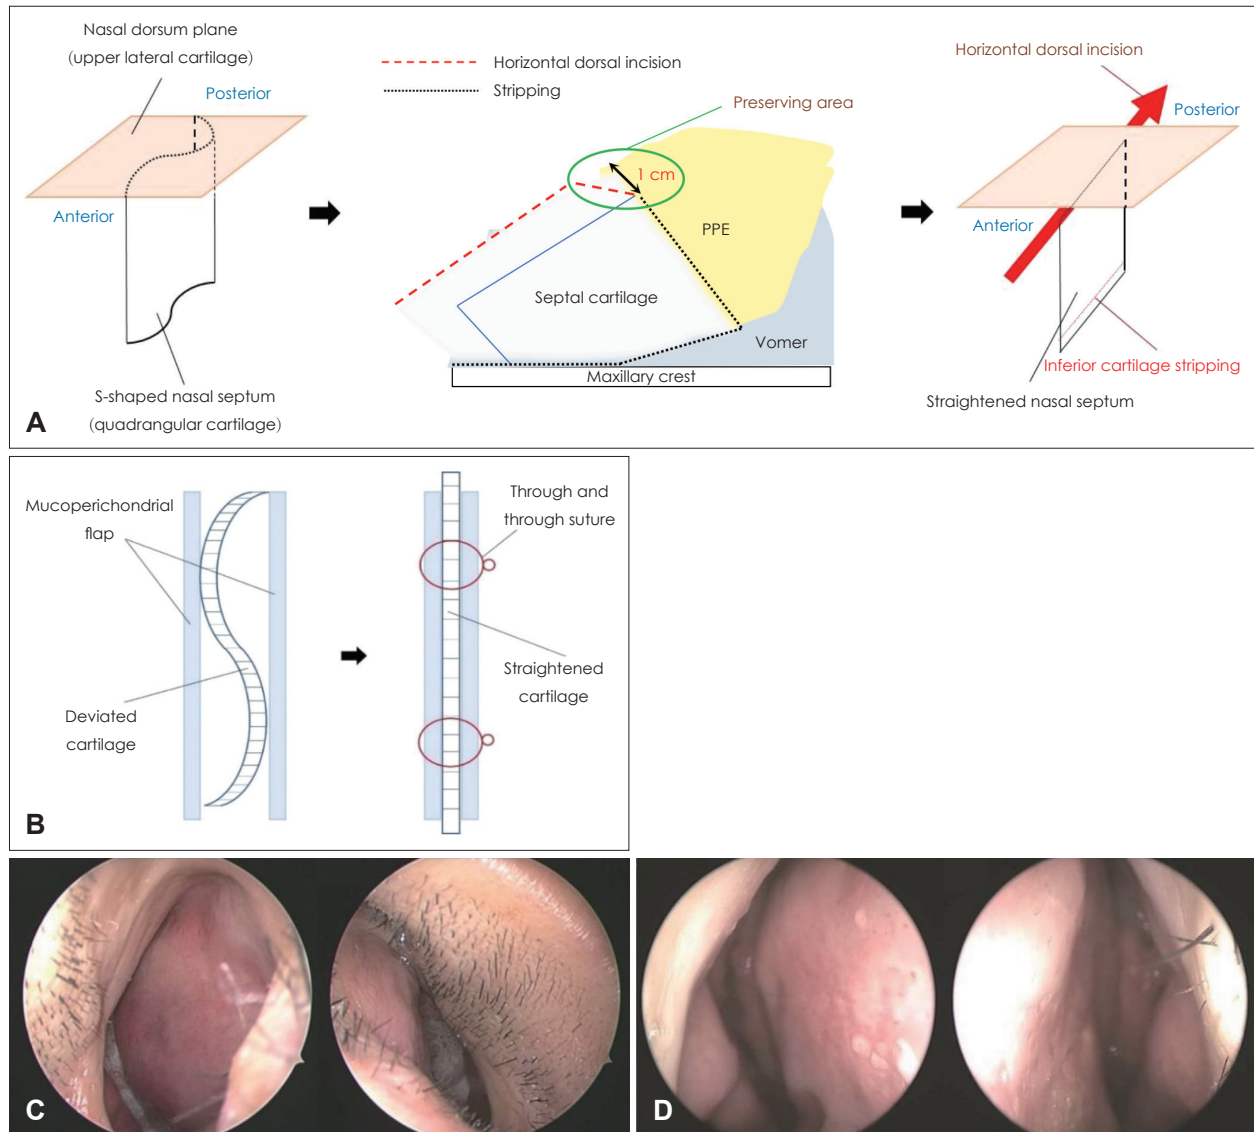 Nasal dorsum plane
(upper lateral cartilage)
Posterior
Anterior
S-shaped nasal septum
(quadrangular cartilage)
A
Horizontal dorsal incision
Stripping
Preserving area
1 cm
PPE
Septal cartilage
Vomer
Maxillary crest
Horizontal dorsal incision
Posterior
Anterior
Inferior cartilage stripping
Straightened nasal septum
Mucoperichondrial
flap
Deviated
cartilage
B
Through and
through suture
Straightened
cartilage
C
D